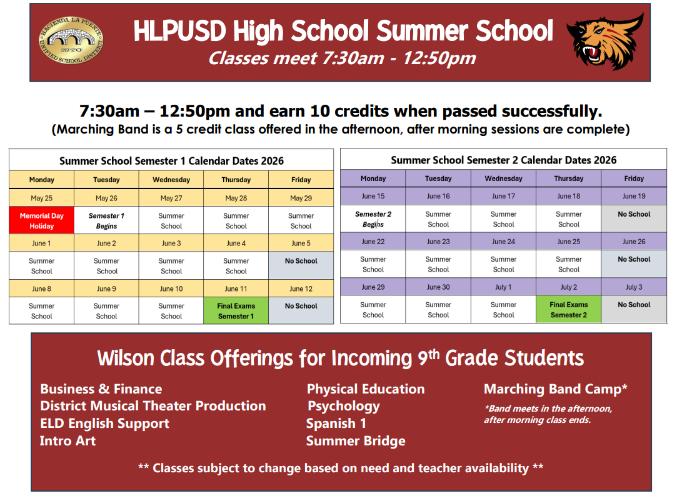 HLPUSD High School Summer School
Classes meet 7:30am - 12:50pm
7:30am – 12:50pm and earn 10 credits when passed successfully.
(Marching Band is a 5 credit class offered in the afternoon, after morning sessions are complete)
Summer School Semester 1 Calendar Dates 2026
Monday Tuesday Wednesday Thursday Friday
May 25 May 26 May 27 May 28 May 29
Memorial Day Semester 1 Summer Summer Summer
Holiday Begins School School School
June 1 June 2 June 3 June 4 June 5
Summer Summer Summer Summer No School
School School School School
June 8 June 9 June 10 June 11 June 12
Summer Summer Summer Final Exams No School
School School School Semester 1
Summer School Semester 2 Calendar Dates 2026
Monday Tuesday Wednesday Thursday Friday
June 15 June 16 June 17 June 18 June 19
Semester 2 Summer Summer Summer No School
Begins School School School
June 22 June 23 June 24 June 25 June 26
Summer Summer Summer Summer No School
School School School School
June 29 June 30 July 1 July 2 July 3
Summer Summer Summer Final Exams No School
School School School Semester 2
Wilson Class Offerings for Incoming 9th Grade Students
Business & Finance
District Musical Theater Production
ELD English Support
Intro Art
Physical Education
Psychology
Spanish 1
Summer Bridge
Marching Band Camp*
*Band meets in the afternoon,
after morning class ends.
** Classes subject to change based on need and teacher availability **